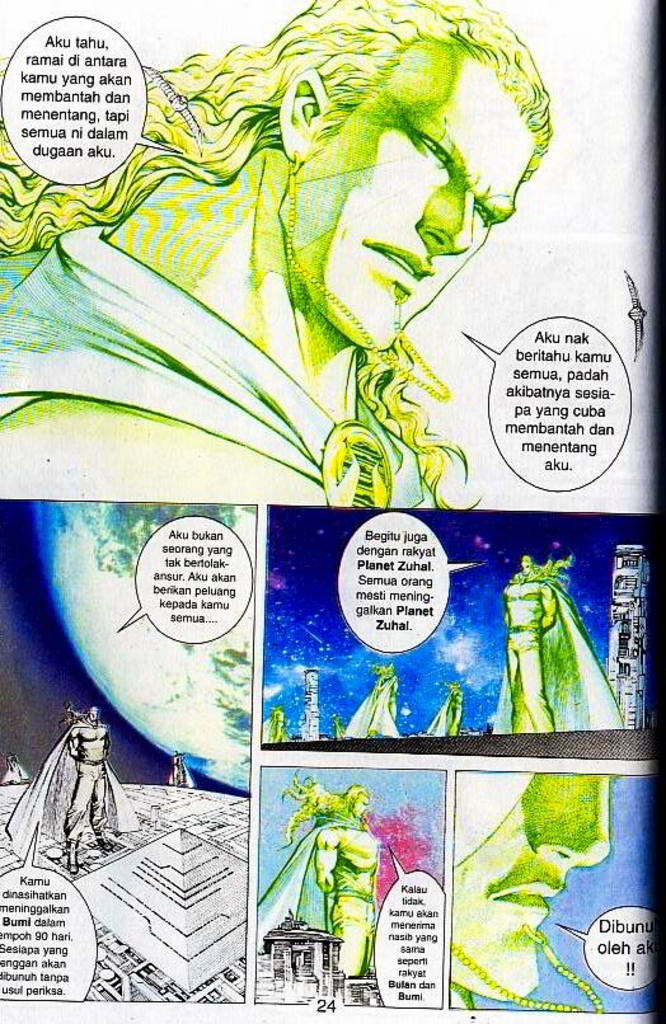 Aku tahu,
ramai di antara
kamu yang akan
membantah dan
menentang, tapi
semua ni dalam
dugaan aku.
Aku nak
beritahu kamu
semua, padah
akibatnya sesia-
pa yang cuba
membantah dan
menentang
aku.
Aku bukan
seorang yang
tak bertolak-
ansur. Aku akan
berikan peluang
kepada kamu
semua....
Kamu
dinasihatkan
meninggalkan
Bumi dalam
empoh 90 hari.
Sesiapa yang
enggan akan
dibunuh tanpa
usul periksa.
Begitu juga
dengan rakyat
Planet Zuhal.
Semua orang
mesti mening-
galkan Planet
Zuhal.
Kalau
tidak,
kamu akan
menerima
nasib yang
sama
seperti
rakyat
Bulan dan
Bumi.
Dibunu
oleh ak
!!
24